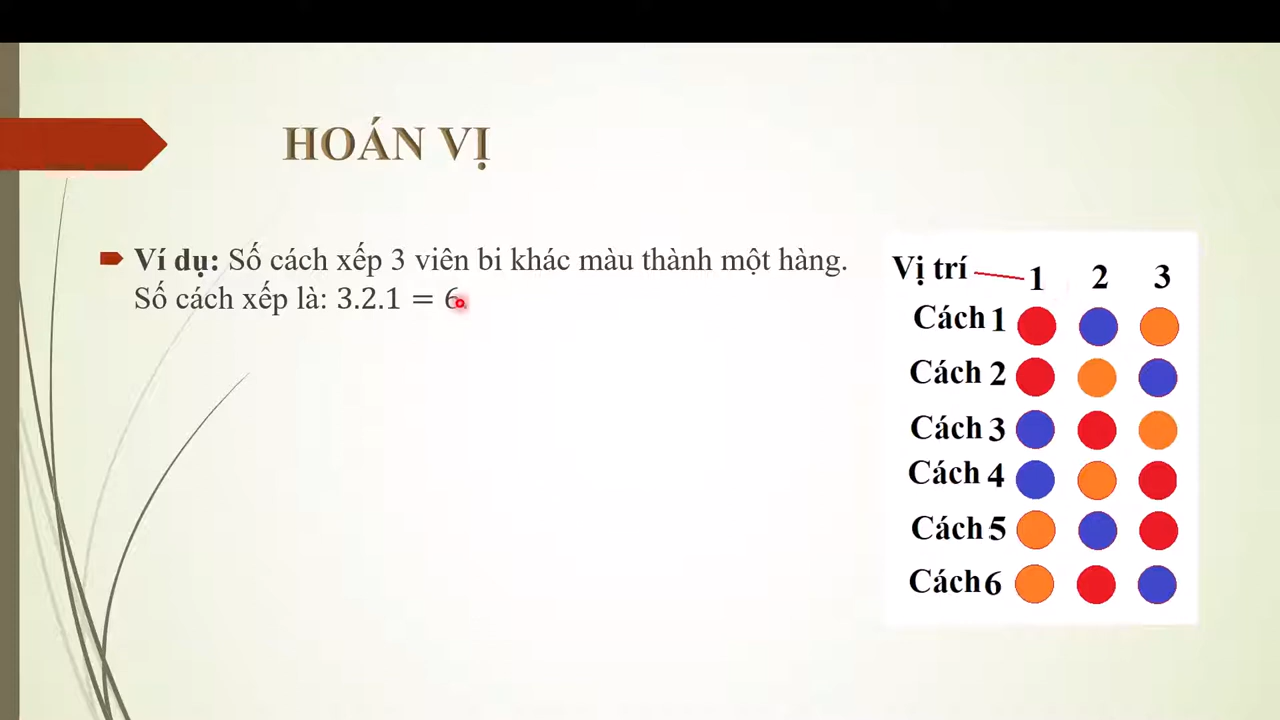 HOÁN VỊ
Ví dụ: Số cách xếp 3 viên bi khác màu thành một hàng.
Số cách xếp là: 3.2.1 = 6.
Vị trí 1 2 3
Cách 1
Cách 2
Cách 3
Cách 4
Cách 5
Cách 6